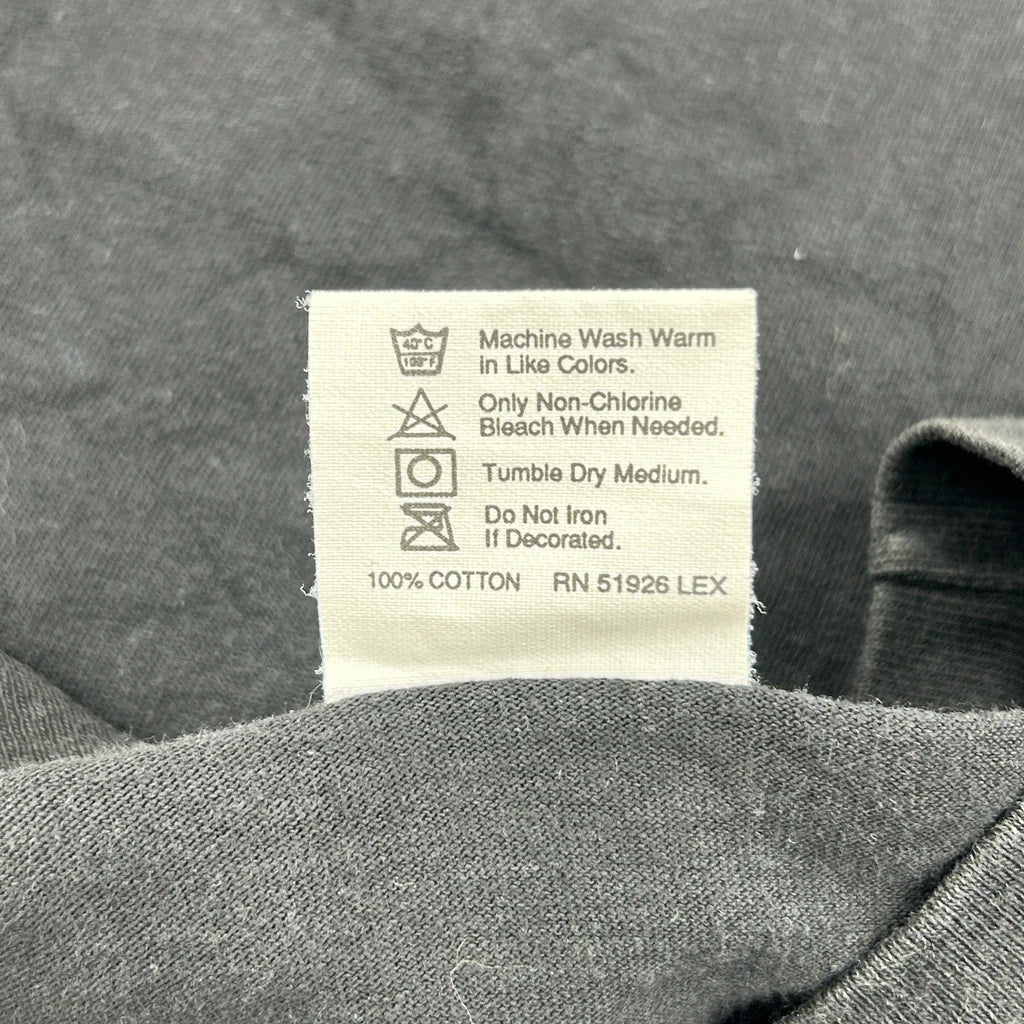 40°C
105°F
Machine Wash Warm
in Like Colors.
Only Non-Chlorine
Bleach When Needed.
Tumble Dry Medium.
Do Not Iron
If Decorated.
100% COTTON RN 51926 LEX